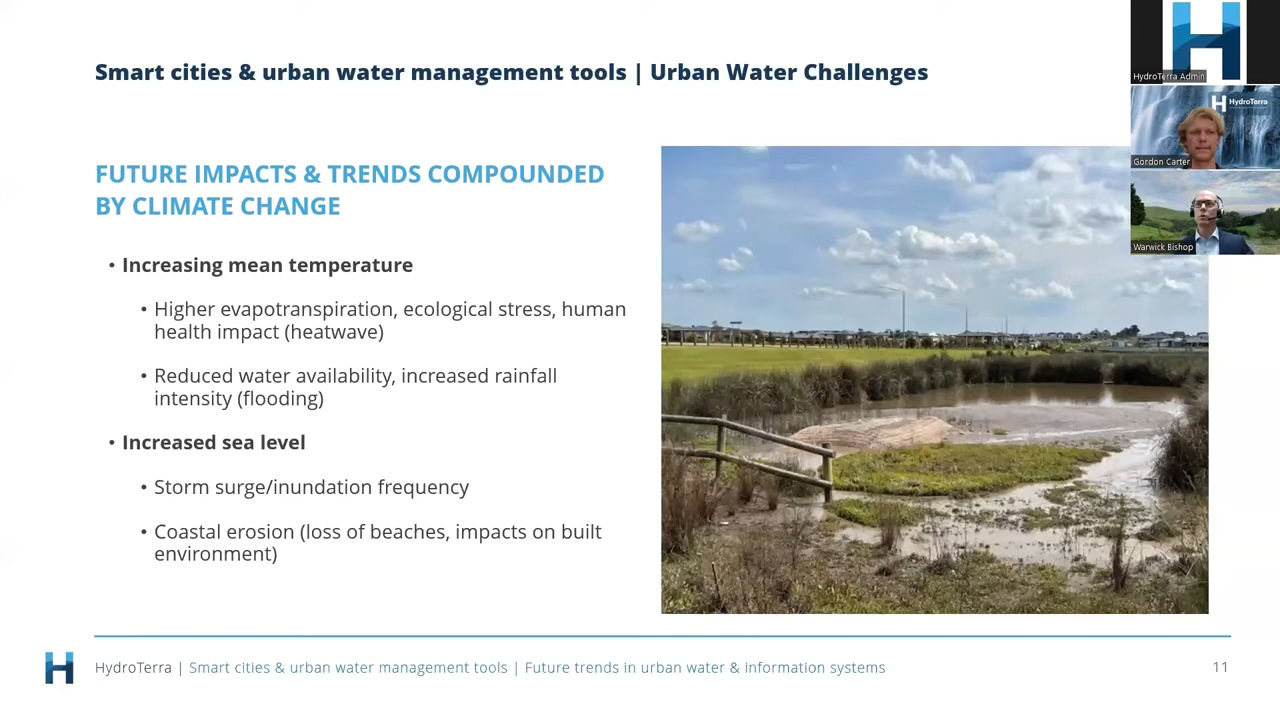 Smart cities & urban water management tools | Urban Water Challenges
HydroTerra Admin
HydroTerra
Gordon Carter
Warwick Bishop
FUTURE IMPACTS & TRENDS COMPOUNDED
BY CLIMATE CHANGE
• Increasing mean temperature
• Higher evapotranspiration, ecological stress, human
health impact (heatwave)
• Reduced water availability, increased rainfall
intensity (flooding)
• Increased sea level
• Storm surge/inundation frequency
• Coastal erosion (loss of beaches, impacts on built
environment)
HydroTerra | Smart cities & urban water management tools | Future trends in urban water & information systems
11